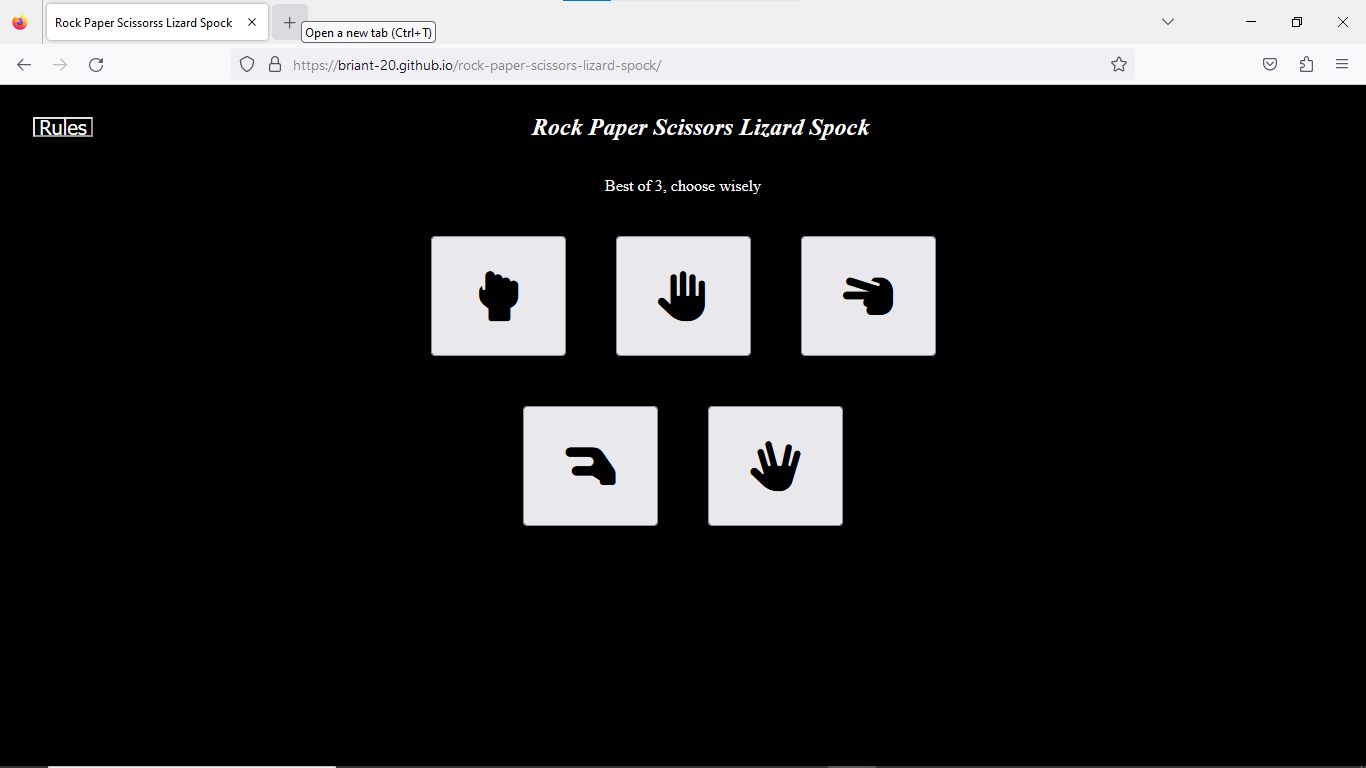 Rock Paper Scissorss Lizard Spock
Open a new tab (Ctrl+T)
https://briant-20.github.io/rock-paper-scissors-lizard-spock/
Rules
Rock Paper Scissors Lizard Spock
Best of 3, choose wisely